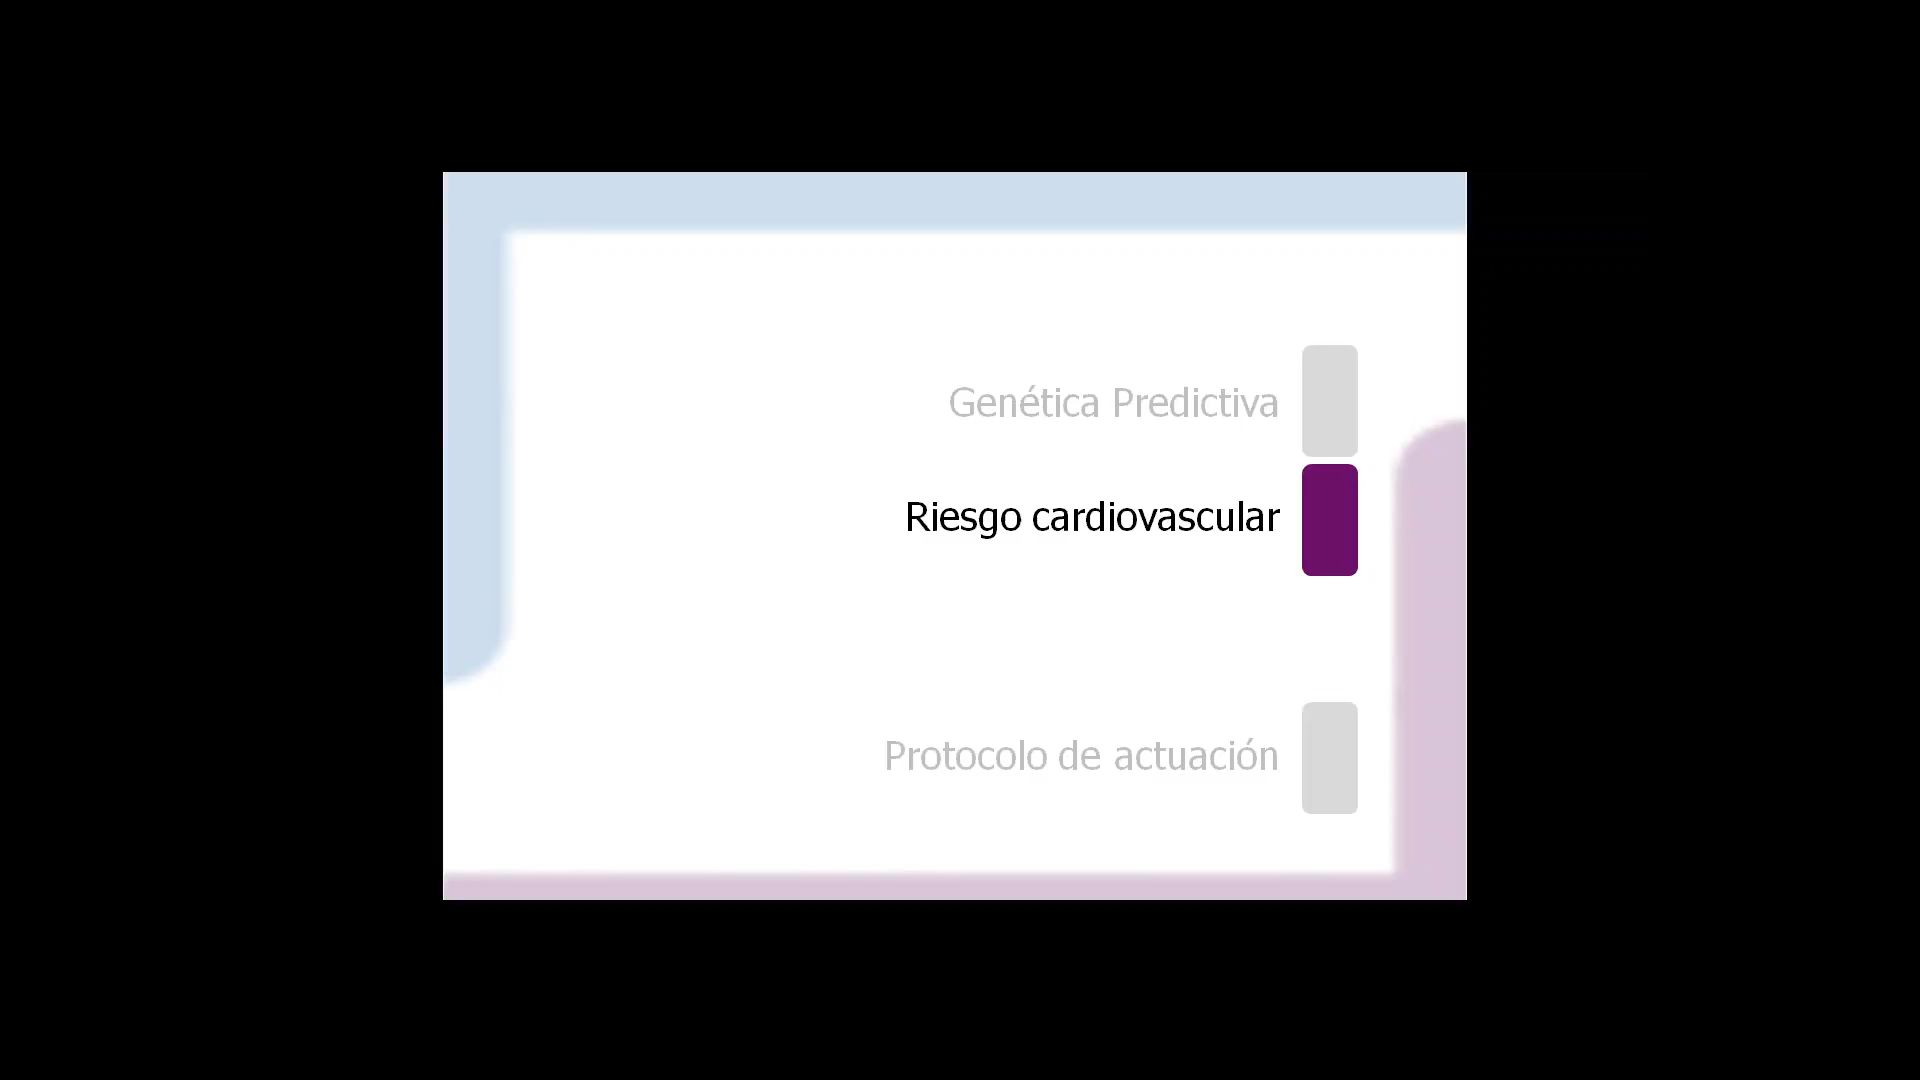 Genética Predictiva
Riesgo cardiovascular
Protocolo de actuación